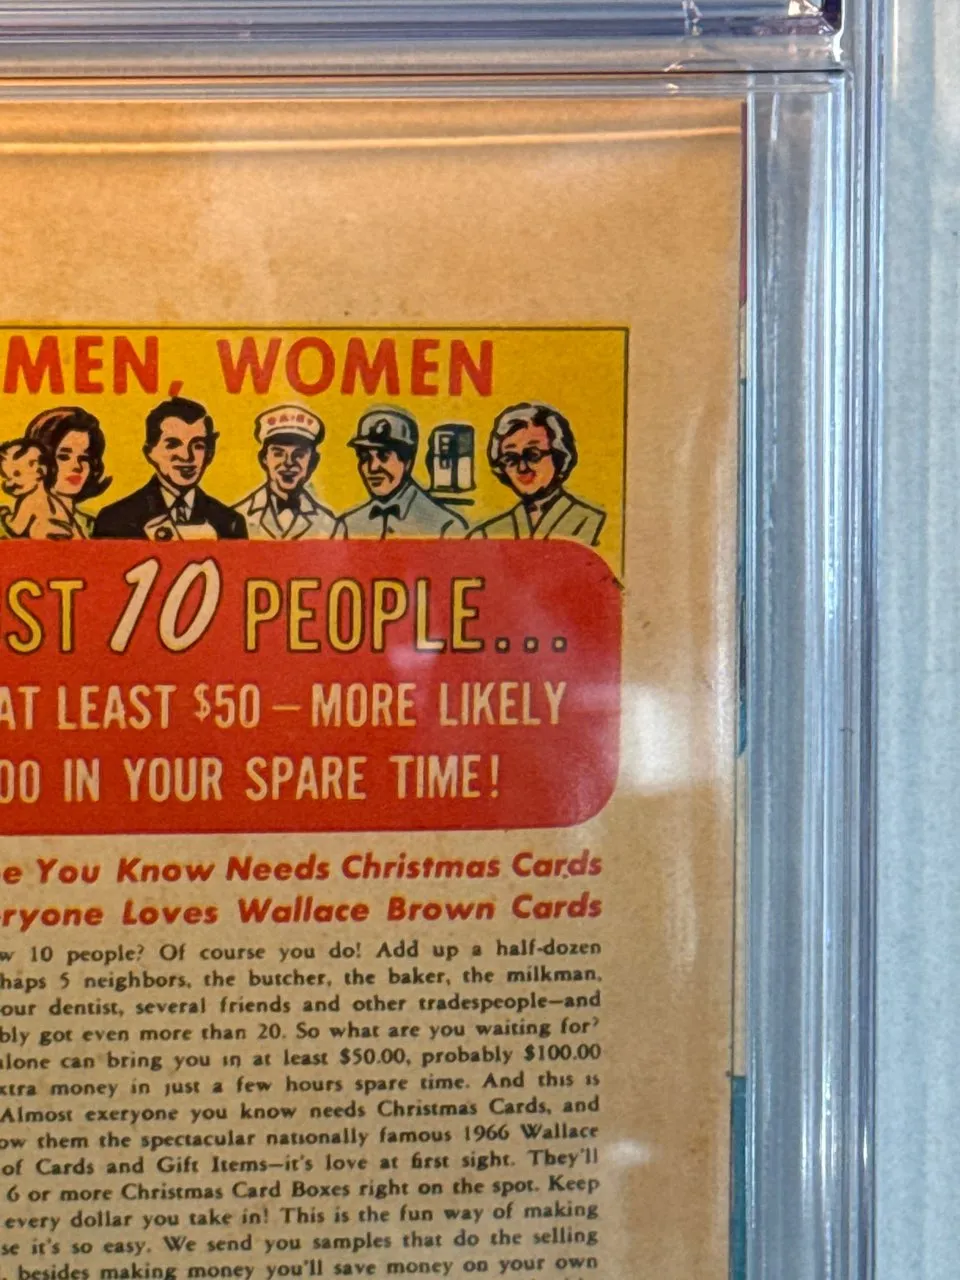 MEN, WOMEN
DAIRY
ST 10 PEOPLE...
AT LEAST $50 – MORE LIKELY
00 IN YOUR SPARE TIME!
e You Know Needs Christmas Cards
ryone Loves Wallace Brown Cards
w 10 people? Of course you do! Add up a half-dozen
haps 5 neighbors, the butcher, the baker, the milkman,
our dentist, several friends and other tradespeople—and
bly got even more than 20. So what are you waiting for?
lone can bring you in at least $50.00, probably $100.00
xtra money in just a few hours spare time. And this is
Almost exeryone you know needs Christmas Cards, and
ow them the spectacular nationally famous 1966 Wallace
of Cards and Gift Items—it's love at first sight. They'll
6 or more Christmas Card Boxes right on the spot. Keep
every dollar you take in! This is the fun way of making
se it's so easy. We send you samples that do the selling
, besides making money you'll save money on your own